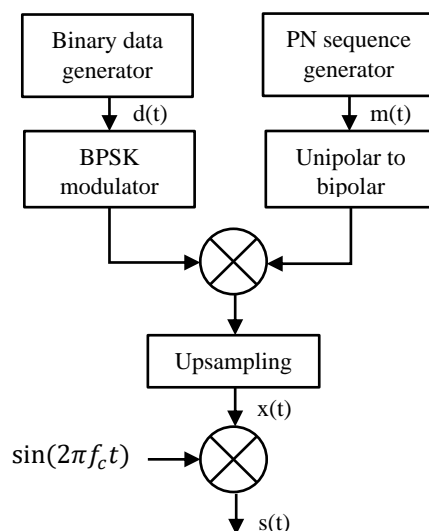 Binary data
generator
PN sequence
generator
d(t)
m(t)
BPSK
modulator
Unipolar to
bipolar
Upsampling
x(t)
sin(2πf_c t)
s(t)